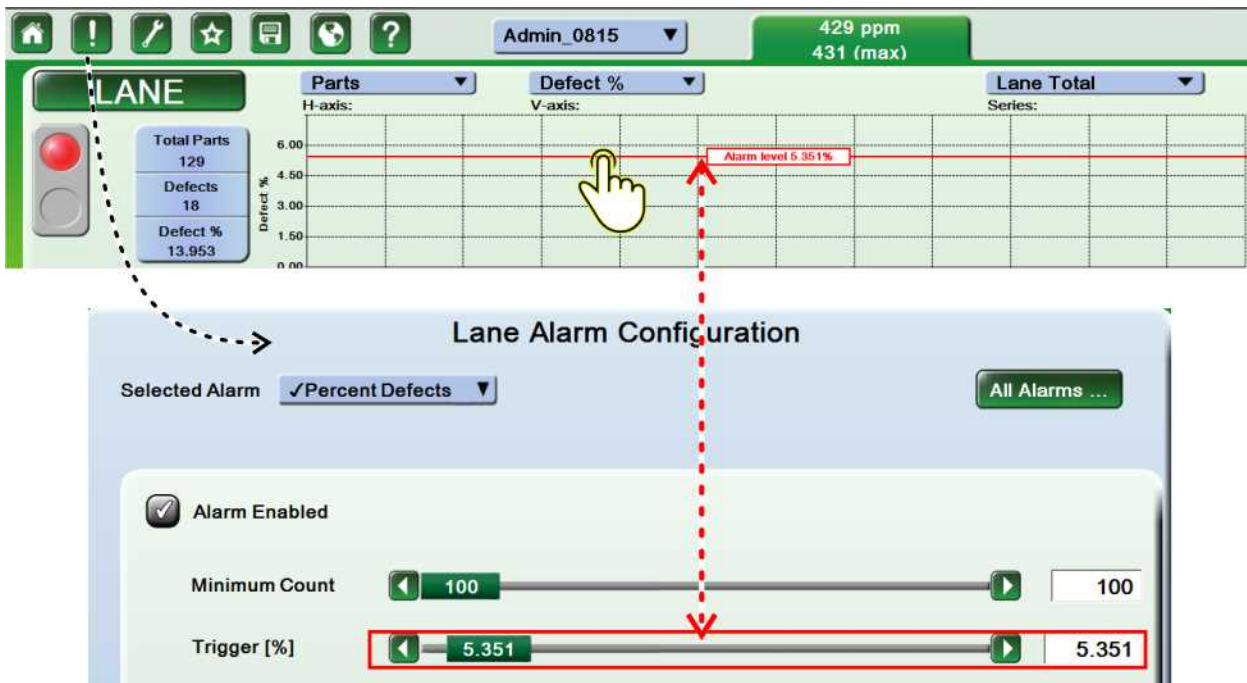 Admin_0815
429 ppm
431 (max)
LANE
Parts
Defect %
Lane Total
H-axis:
V-axis:
Series:
Total Parts
129
Defects
18
Defect %
13.953
Defect %
6.00
4.50
3.00
1.50
0.00
Alarm level 5.351%
Lane Alarm Configuration
Selected Alarm ✓Percent Defects
All Alarms ...
Alarm Enabled
Minimum Count 100 100
Trigger [%] 5.351 5.351